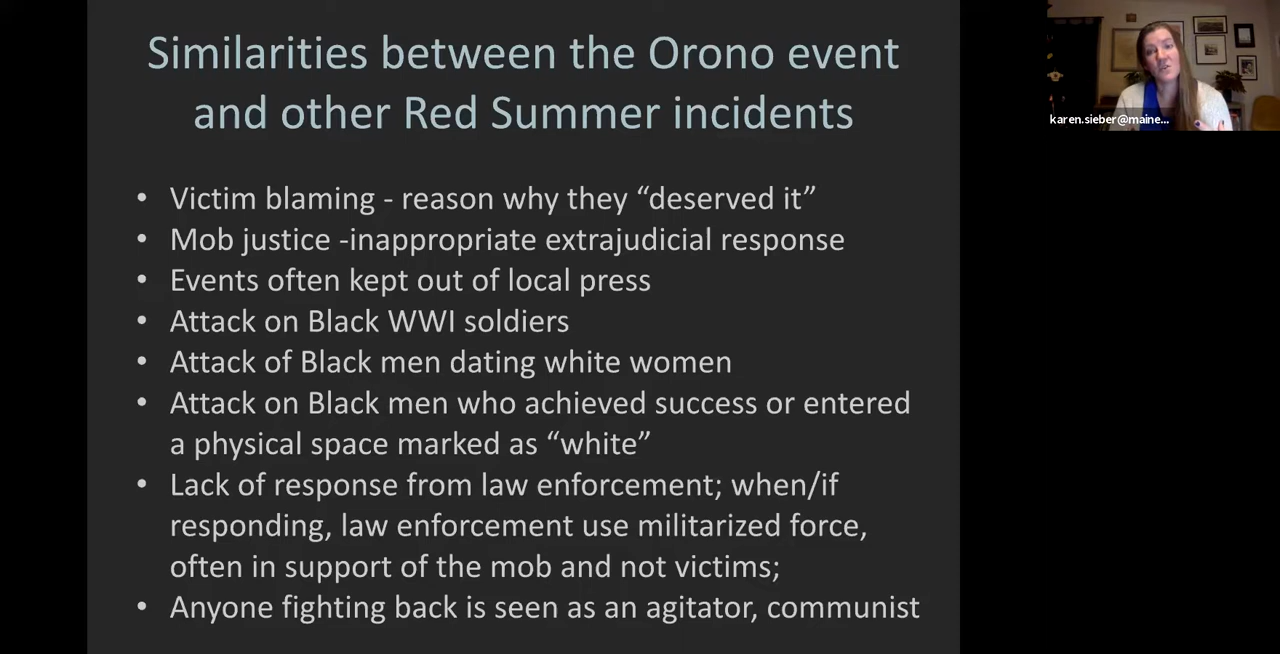 Similarities between the Orono event
and other Red Summer incidents
karen.sieber@maine...
• Victim blaming - reason why they “deserved it”
• Mob justice -inappropriate extrajudicial response
• Events often kept out of local press
• Attack on Black WWI soldiers
• Attack of Black men dating white women
• Attack on Black men who achieved success or entered
a physical space marked as “white”
• Lack of response from law enforcement; when/if
responding, law enforcement use militarized force,
often in support of the mob and not victims;
• Anyone fighting back is seen as an agitator, communist